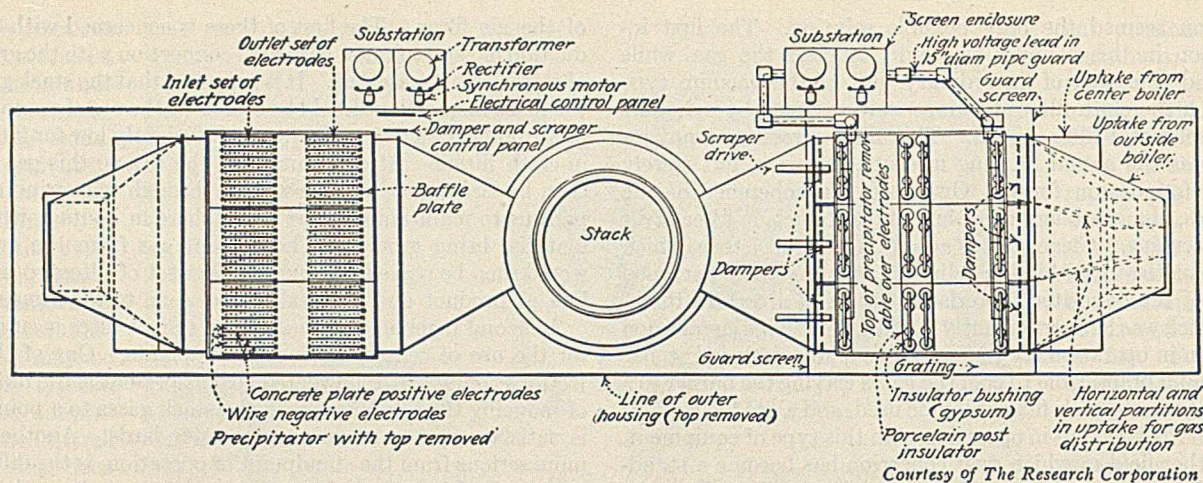 Substation
Transformer
Rectifier
Synchronous motor
Electrical control panel
Damper and scraper
control panel
Outlet set of
electrodes
Inlet set of
electrodes
Baffle
plate
Stack
Concrete plate positive electrodes
Wire negative electrodes
Precipitator with top removed
Line of outer
housing (top removed)
Substation
Screen enclosure
High voltage lead in
15" diam pipe guard
Guard
screen
Uptake from
center boiler
Uptake from
outside
boiler
Scraper
drive
Dampers
Top of precipitator remov-
able over electrodes
Dampers
Guard screen
Grating
Insulator bushing
(gypsum)
Porcelain post
insulator
Horizontal and
vertical partitions
in uptake for gas
distribution
Courtesy of The Research Corporation